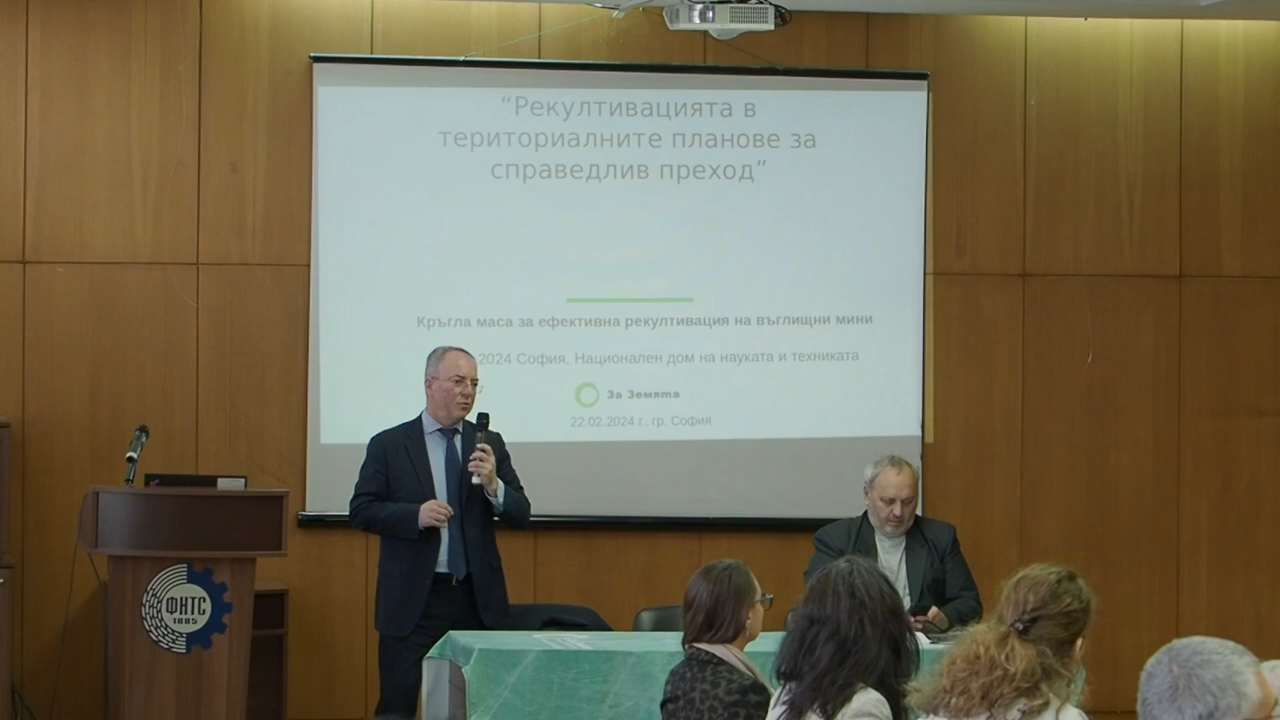 “Рекултивацията в
териториалните планове за
справедлив преход”
Кръгла маса за ефективна рекултивация на въглищни мини
2024 София, Национален дом на науката и техниката
За Земята
22.02.2024 г., гр. София
ФНТС
1885